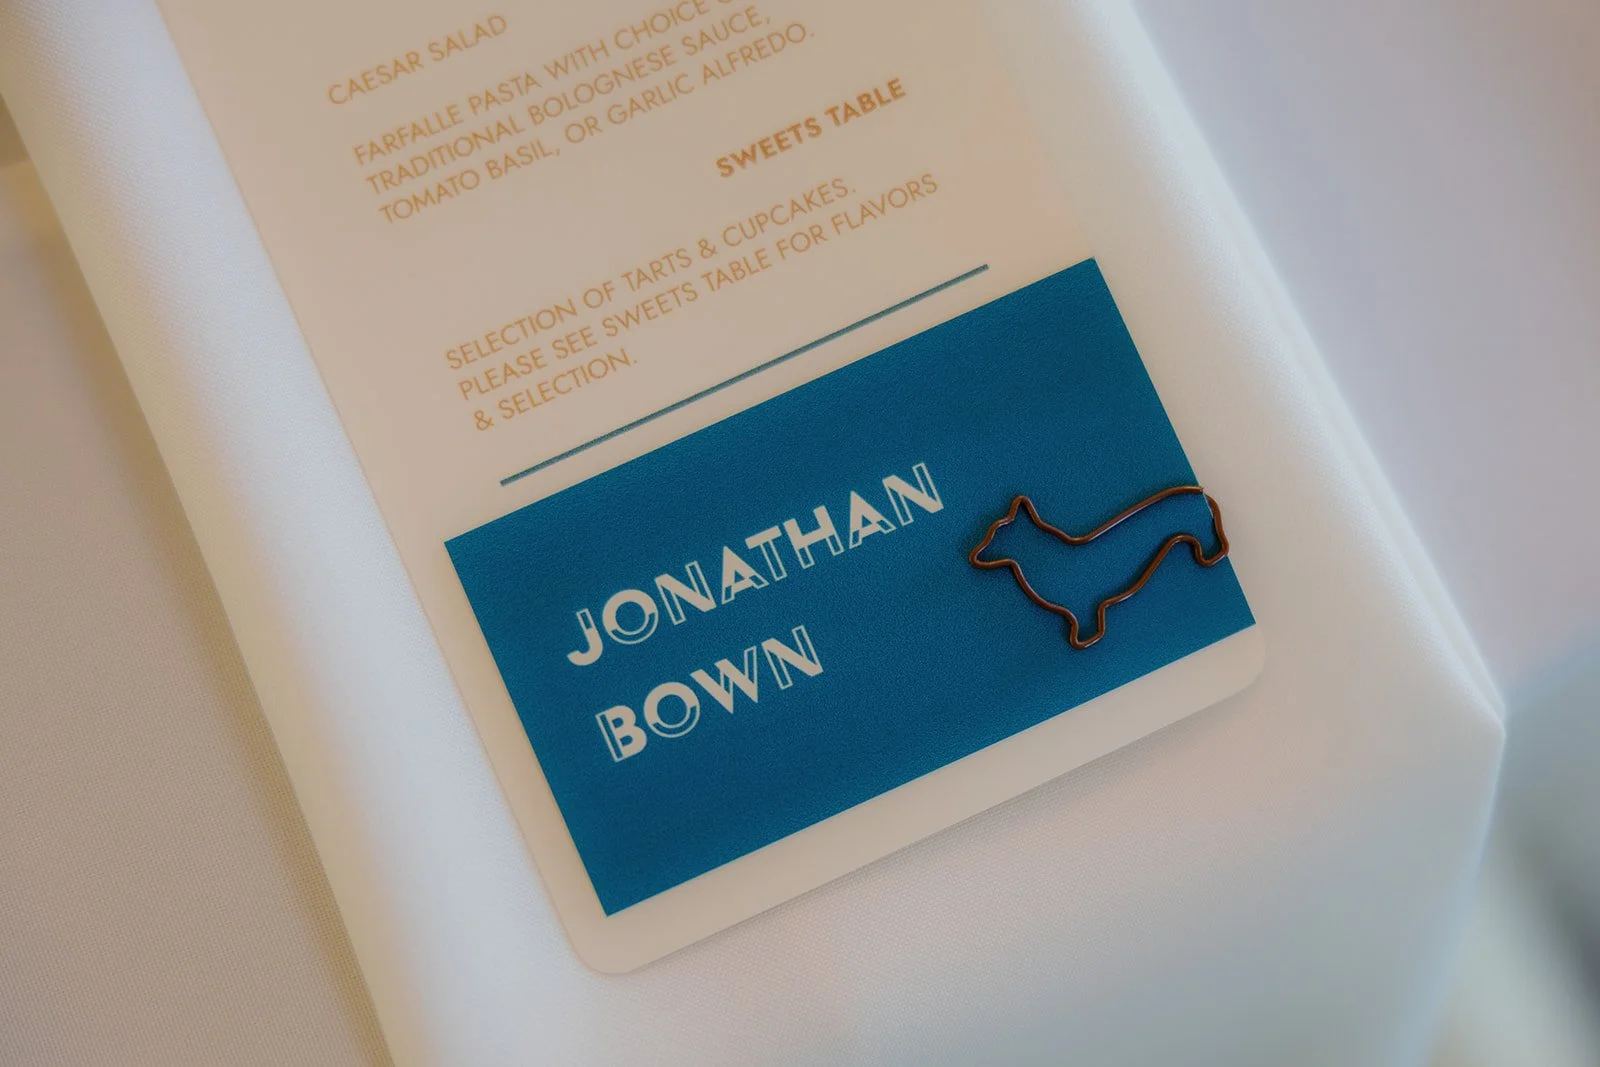 CAESAR SALAD
FARFALLE PASTA WITH CHOICE
TRADITIONAL BOLOGNESE SAUCE,
TOMATO BASIL, OR GARLIC ALFREDO.
SWEETS TABLE
SELECTION OF TARTS & CUPCAKES.
PLEASE SEE SWEETS TABLE FOR FLAVORS
& SELECTION.
JONATHAN
BOWN